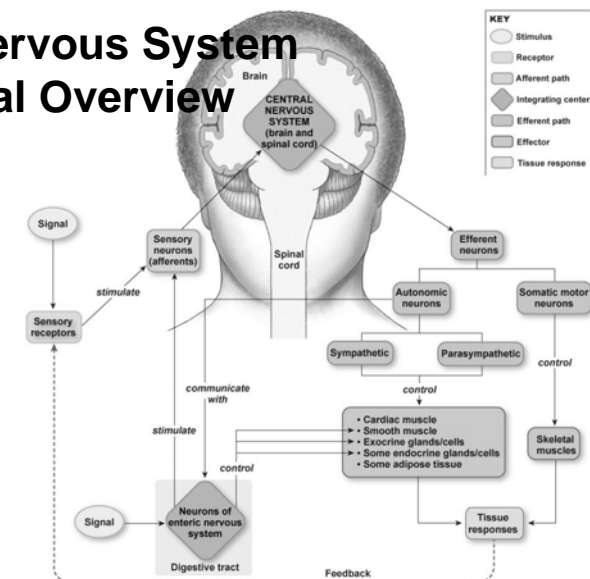 ervous System
al Overview
KEY
Stimulus
Receptor
Afferent path
Integrating center
Efferent path
Effector
Tissue response
Brain
CENTRAL
NERVOUS
SYSTEM
(brain and
spinal cord)
Signal
Sensory
neurons
(afferents)
Spinal
cord
Efferent
neurons
stimulate
Autonomic
neurons
Somatic motor
neurons
Sensory
receptors
Sympathetic
Parasympathetic
control
communicate
with
control
stimulate
• Cardiac muscle
• Smooth muscle
• Exocrine glands/cells
• Some endocrine glands/cells
• Some adipose tissue
Skeletal
muscles
control
Signal
Neurons of
enteric nervous
system
Tissue
responses
Digestive tract
Feedback